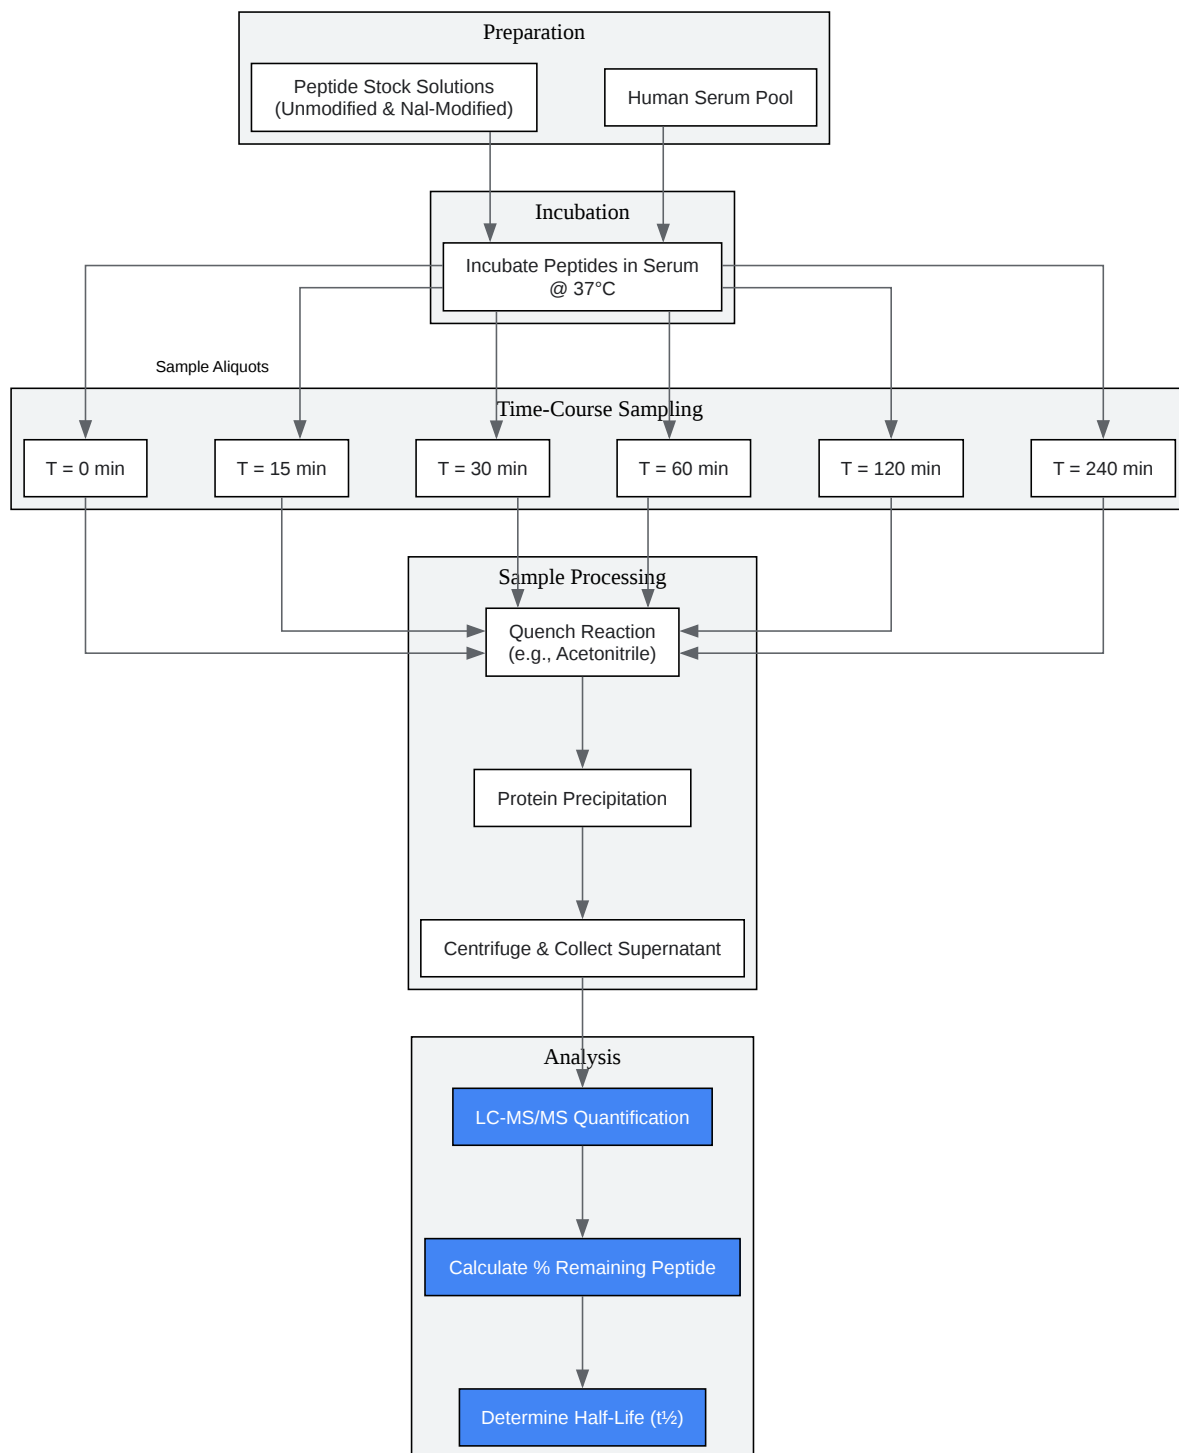 Preparation
Peptide Stock Solutions
(Unmodified & Nal-Modified)
Human Serum Pool
Incubation
Incubate Peptides in Serum
@ 37°C
Sample Aliquots
Time-Course Sampling
T = 0 min
T = 15 min
T = 30 min
T = 60 min
T = 120 min
T = 240 min
Sample Processing
Quench Reaction
(e.g., Acetonitrile)
Protein Precipitation
Centrifuge & Collect Supernatant
Analysis
LC-MS/MS Quantification
Calculate % Remaining Peptide
Determine Half-Life (t½)